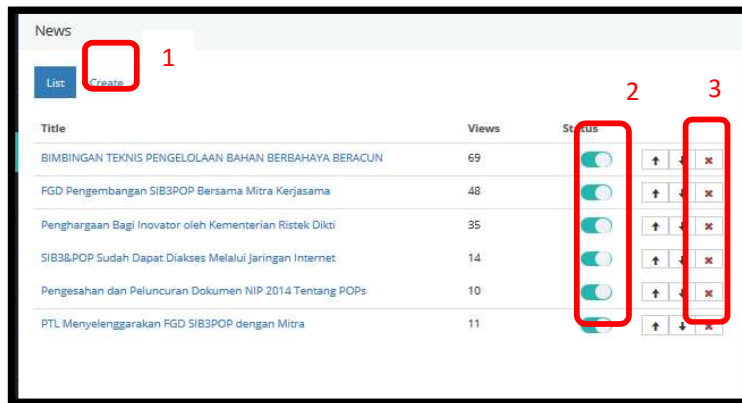 News
1
List Create
2 3
Title Views Status
BIMBINGAN TEKNIS PENGELOLAAN BAHAN BERBAHAYA BERACUN 69
FGD Pengembangan SIB3POP Bersama Mitra Kerjasama 48
Penghargaan Bagi Inovator oleh Kementerian Ristek Dikti 35
SIB3&POP Sudah Dapat Diakses Melalui Jaringan Internet 14
Pengesahan dan Peluncuran Dokumen NIP 2014 Tentang POPs 10
PTL Menyelenggarakan FGD SIB3POP dengan Mitra 11